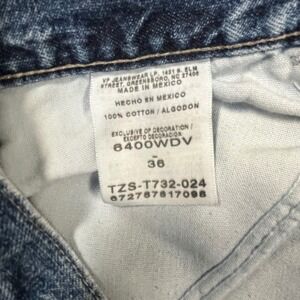 VF JEANSWEAR LP, 1421 S. ELM
STREET, GREENSBORO, NC 27406
MADE IN MEXICO
HECHO EN MEXICO
100% COTTON / ALGODON
EXCLUSIVE OF DECORATION /
EXCEPTO DECORACION
6400WDV
-
36
TZS-T732-024
872787817098